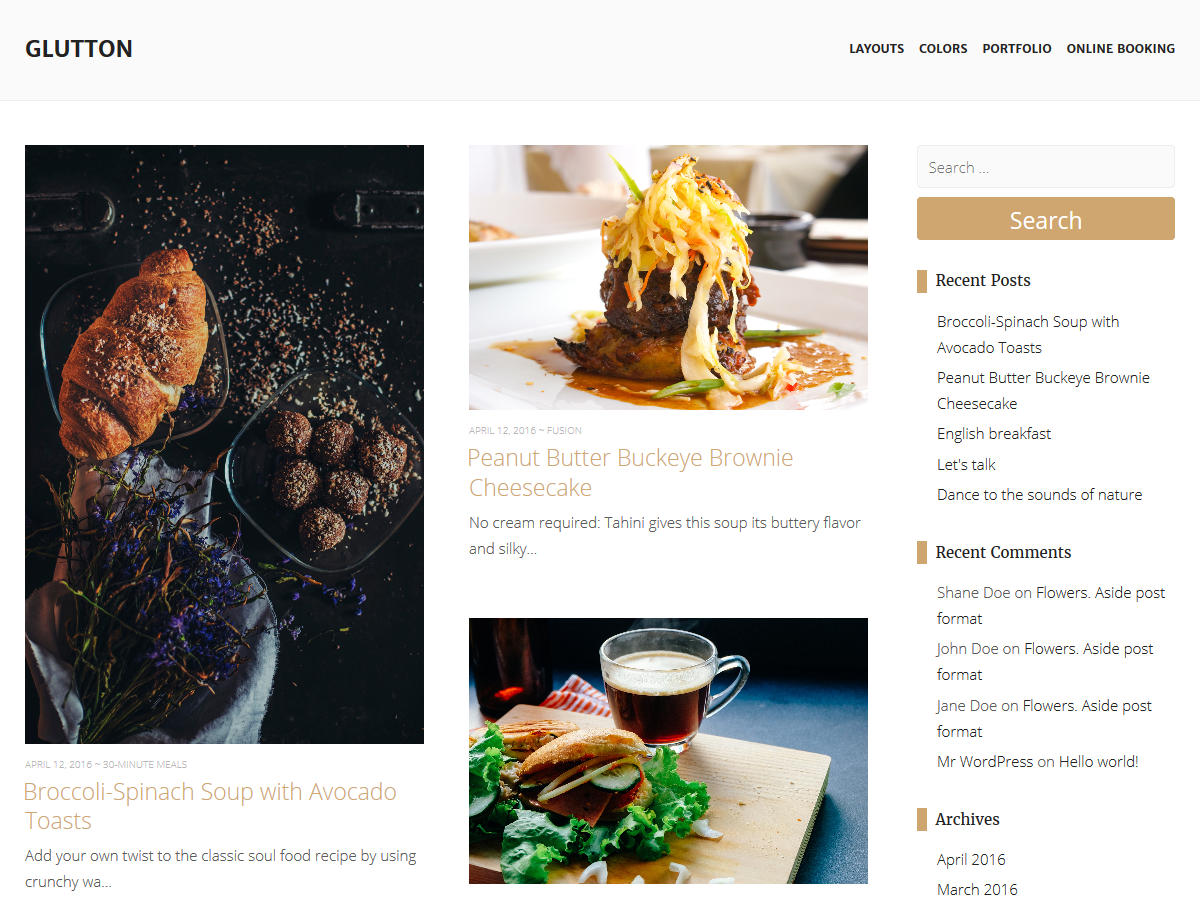 GLUTTON
LAYOUTS COLORS PORTFOLIO ONLINE BOOKING
APRIL 12, 2016 ~ 30-MINUTE MEALS
Broccoli-Spinach Soup with Avocado
Toasts
Add your own twist to the classic soul food recipe by using
crunchy wa...
APRIL 12, 2016 ~ FUSION
Peanut Butter Buckeye Brownie
Cheesecake
No cream required: Tahini gives this soup its buttery flavor
and silky...
Search ...
Search
Recent Posts
Broccoli-Spinach Soup with
Avocado Toasts
Peanut Butter Buckeye Brownie
Cheesecake
English breakfast
Let's talk
Dance to the sounds of nature
Recent Comments
Shane Doe on Flowers. Aside post
format
John Doe on Flowers. Aside post
format
Jane Doe on Flowers. Aside post
format
Mr WordPress on Hello world!
Archives
April 2016
March 2016